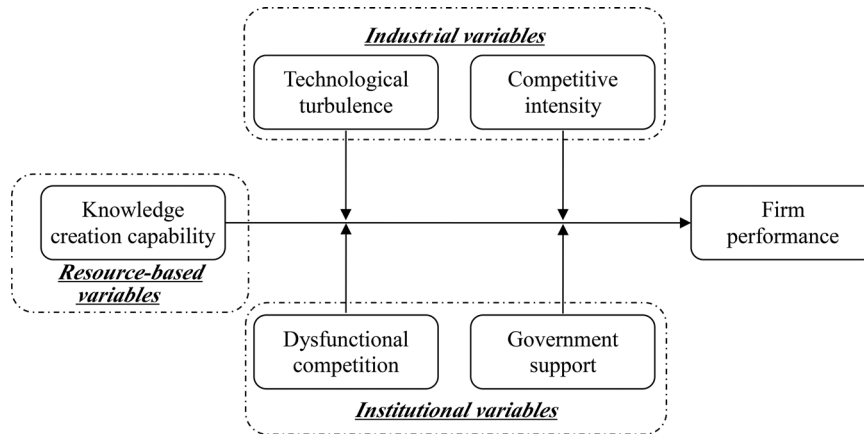 Industrial variables
Technological
turbulence
Competitive
intensity
Knowledge
creation capability
Resource-based
variables
Firm
performance
Dysfunctional
competition
Government
support
Institutional variables